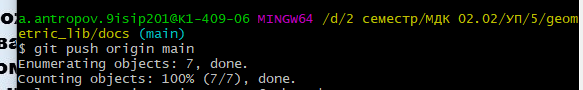 a.antropov.9isip201@K1-409-06 MINGW64 /d/2 семестр/МДК 02.02/УП/5/geom
etric_lib/docs (main)
$ git push origin main
Enumerating objects: 7, done.
Counting objects: 100% (7/7), done.